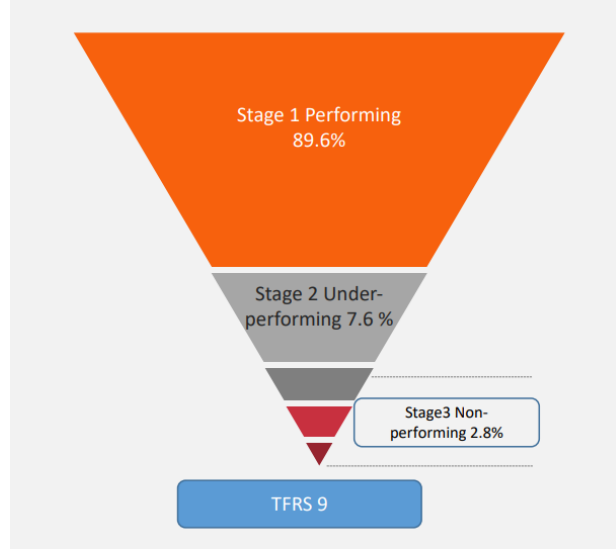 Stage 1 Performing
89.6%
Stage 2 Under-
performing 7.6 %
Stage3 Non-
performing 2.8%
TFRS 9